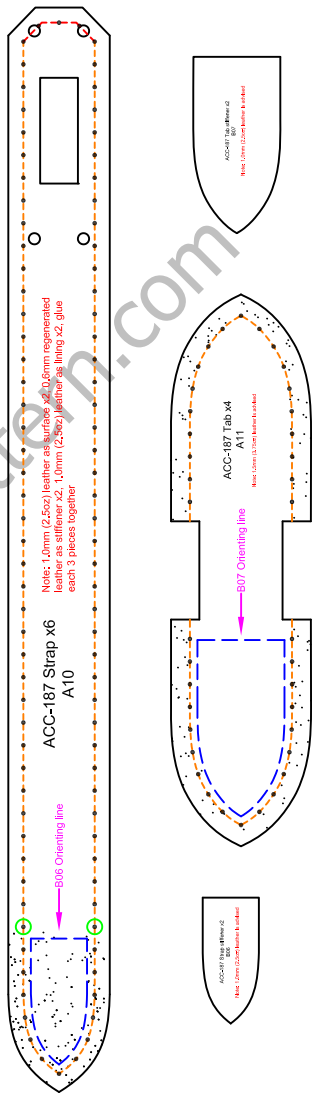 Note: 1.0mm (2.5oz) leather as surface x2, 0.6mm regenerated
leather as stiffener x2, 1.0mm (2.5oz) leather as lining x2, glue
each 3 pieces together
ACC-187 Strap x6
A10
B06 Orienting line
ACC-187 Tab stiffener x2
B07
ACC-187 Tab x4
A11
B07 Orienting line
ACC-187 Strap stiffener x2
B06
ttern.com